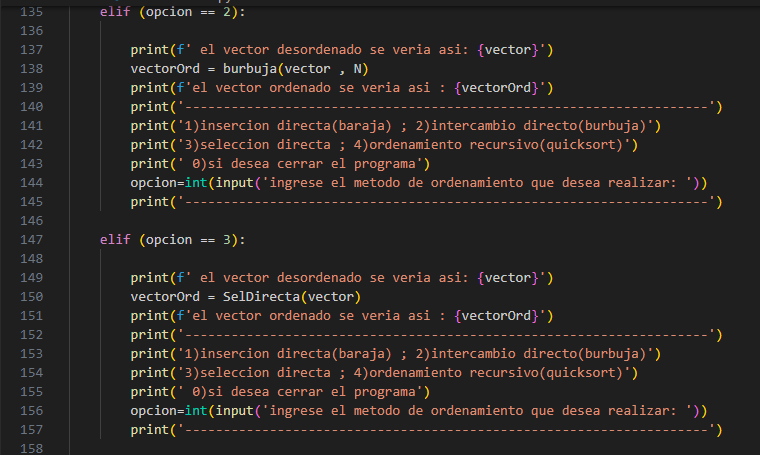 135 elif (opcion == 2):
136
137 print(f' el vector desordenado se veria asi: {vector}')
138 vectorOrd = burbuja(vector , N)
139 print(f'el vector ordenado se veria asi : {vectorOrd}')
140 print('--------------------------------------------------------------------')
141 print('1)insercion directa(baraja) ; 2)intercambio directo(burbuja)')
142 print('3)seleccion directa ; 4)ordenamiento recursivo(quicksort)')
143 print(' 0)si desea cerrar el programa')
144 opcion=int(input('ingrese el metodo de ordenamiento que desea realizar: '))
145 print('--------------------------------------------------------------------')
146
147 elif (opcion == 3):
148
149 print(f' el vector desordenado se veria asi: {vector}')
150 vectorOrd = SelDirecta(vector)
151 print(f'el vector ordenado se veria asi : {vectorOrd}')
152 print('--------------------------------------------------------------------')
153 print('1)insercion directa(baraja) ; 2)intercambio directo(burbuja)')
154 print('3)seleccion directa ; 4)ordenamiento recursivo(quicksort)')
155 print(' 0)si desea cerrar el programa')
156 opcion=int(input('ingrese el metodo de ordenamiento que desea realizar: '))
157 print('--------------------------------------------------------------------')
158